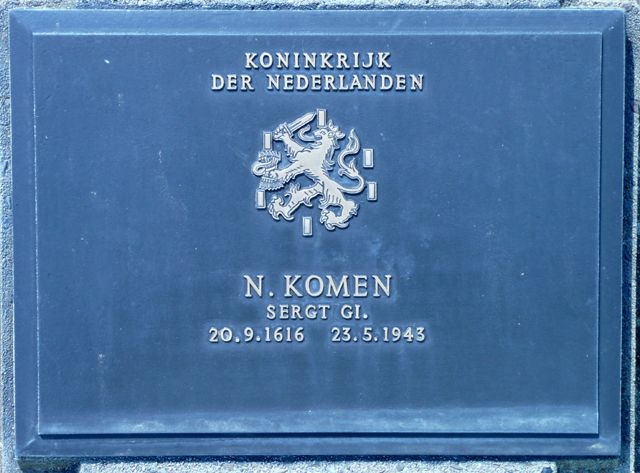 KONINKRIJK
DER NEDERLANDEN
N. KOMEN
SERGT GI.
20.9.1616 23.5.1943